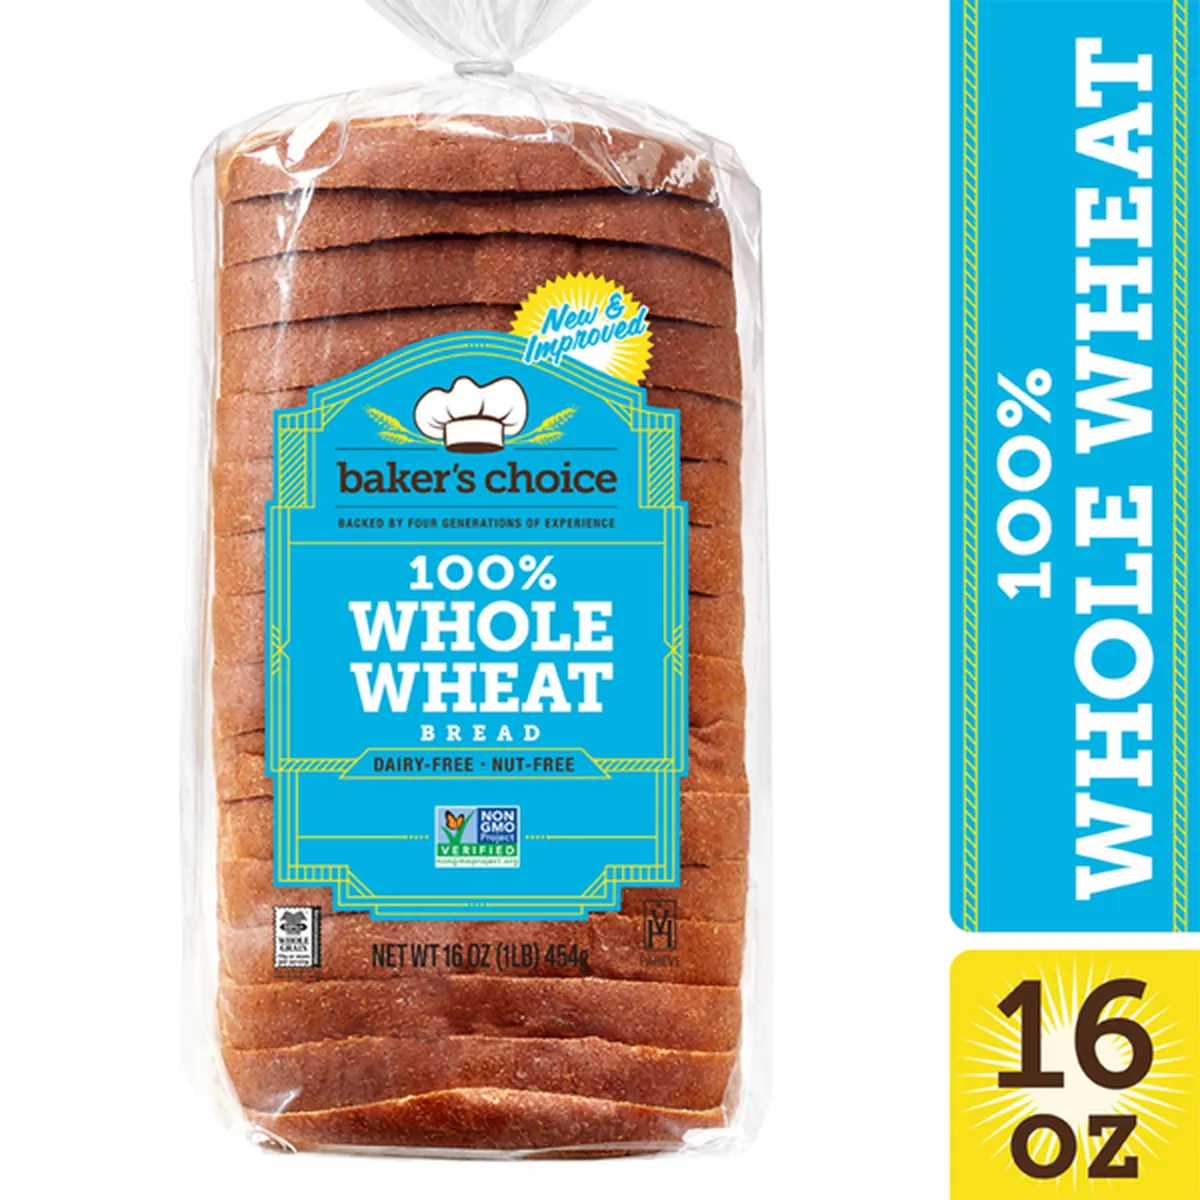 New &
Improved
baker's choice
BACKED BY FOUR GENERATIONS OF EXPERIENCE
100%
WHOLE
WHEAT
BREAD
DAIRY-FREE · NUT-FREE
NON
GMO
Project
VERIFIED
nongmoproject.org
WHOLE
GRAIN
NET WT 16 OZ (1LB) 454g
PAREVE
100%
WHOLE WHEAT
16
OZ